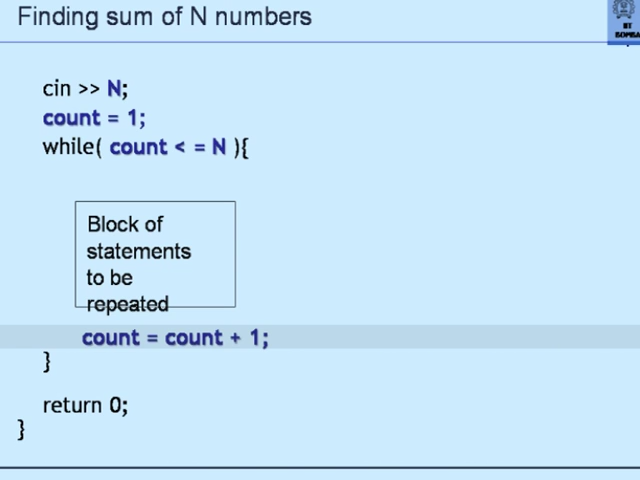 Finding sum of N numbers
IIT
cin >> N;
count = 1;
while( count < = N ){
Block of
statements
to be
repeated
count = count + 1;
}
return 0;
}